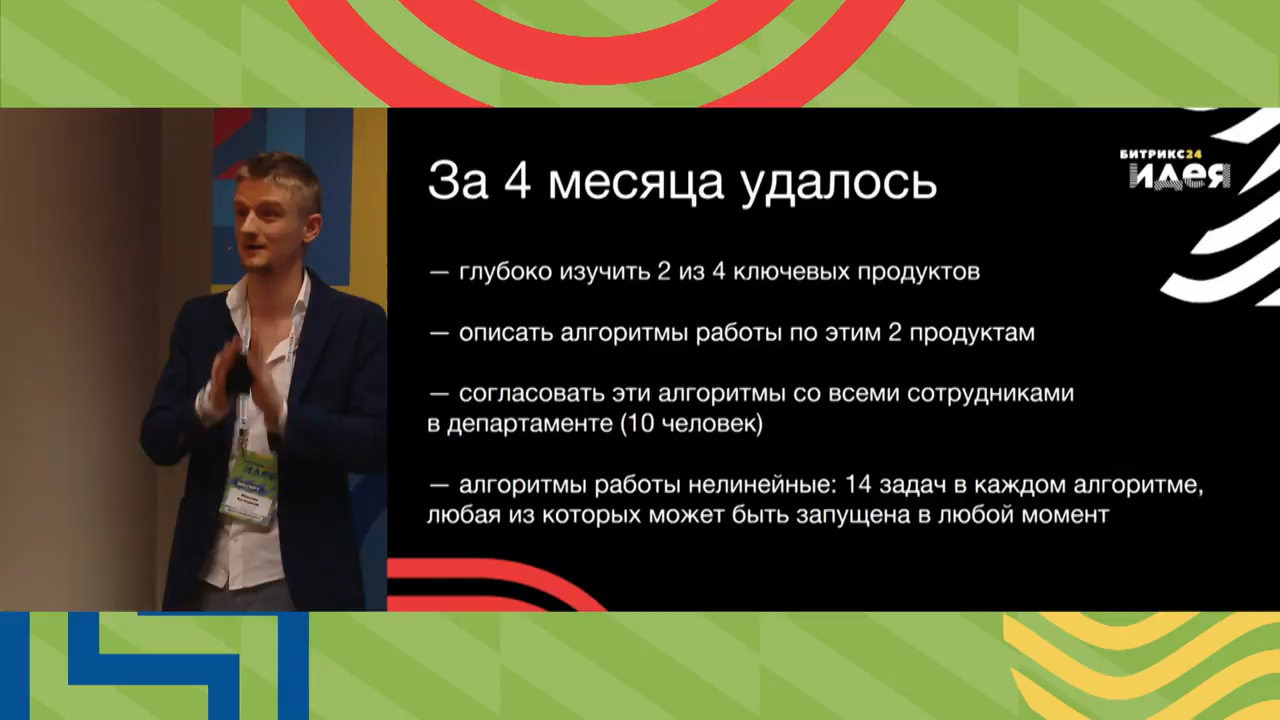 За 4 месяца удалось
БИТРИКС24
идея
— глубоко изучить 2 из 4 ключевых продуктов
— описать алгоритмы работы по этим 2 продуктам
— согласовать эти алгоритмы со всеми сотрудниками
в департаменте (10 человек)
— алгоритмы работы нелинейные: 14 задач в каждом алгоритме,
любая из которых может быть запущена в любой момент